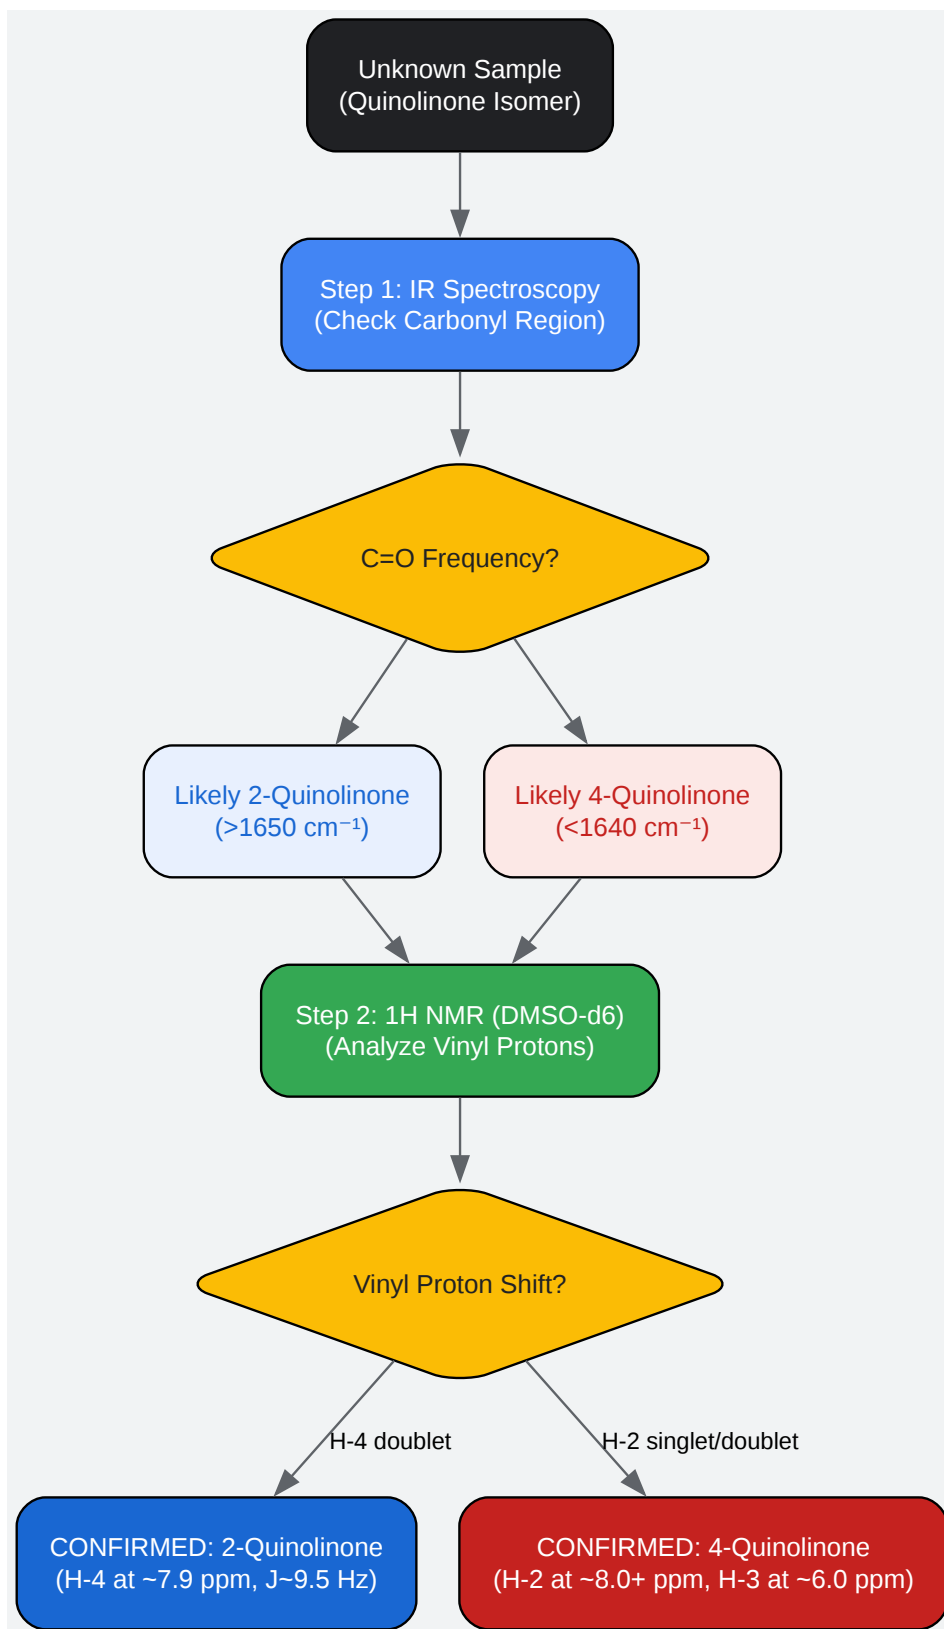 Unknown Sample
(Quinolinone Isomer)
Step 1: IR Spectroscopy
(Check Carbonyl Region)
C=O Frequency?
Likely 2-Quinolinone
(>1650 cm⁻¹)
Likely 4-Quinolinone
(<1640 cm⁻¹)
Step 2: 1H NMR (DMSO-d6)
(Analyze Vinyl Protons)
Vinyl Proton Shift?
H-4 doublet
H-2 singlet/doublet
CONFIRMED: 2-Quinolinone
(H-4 at ~7.9 ppm, J~9.5 Hz)
CONFIRMED: 4-Quinolinone
(H-2 at ~8.0+ ppm, H-3 at ~6.0 ppm)